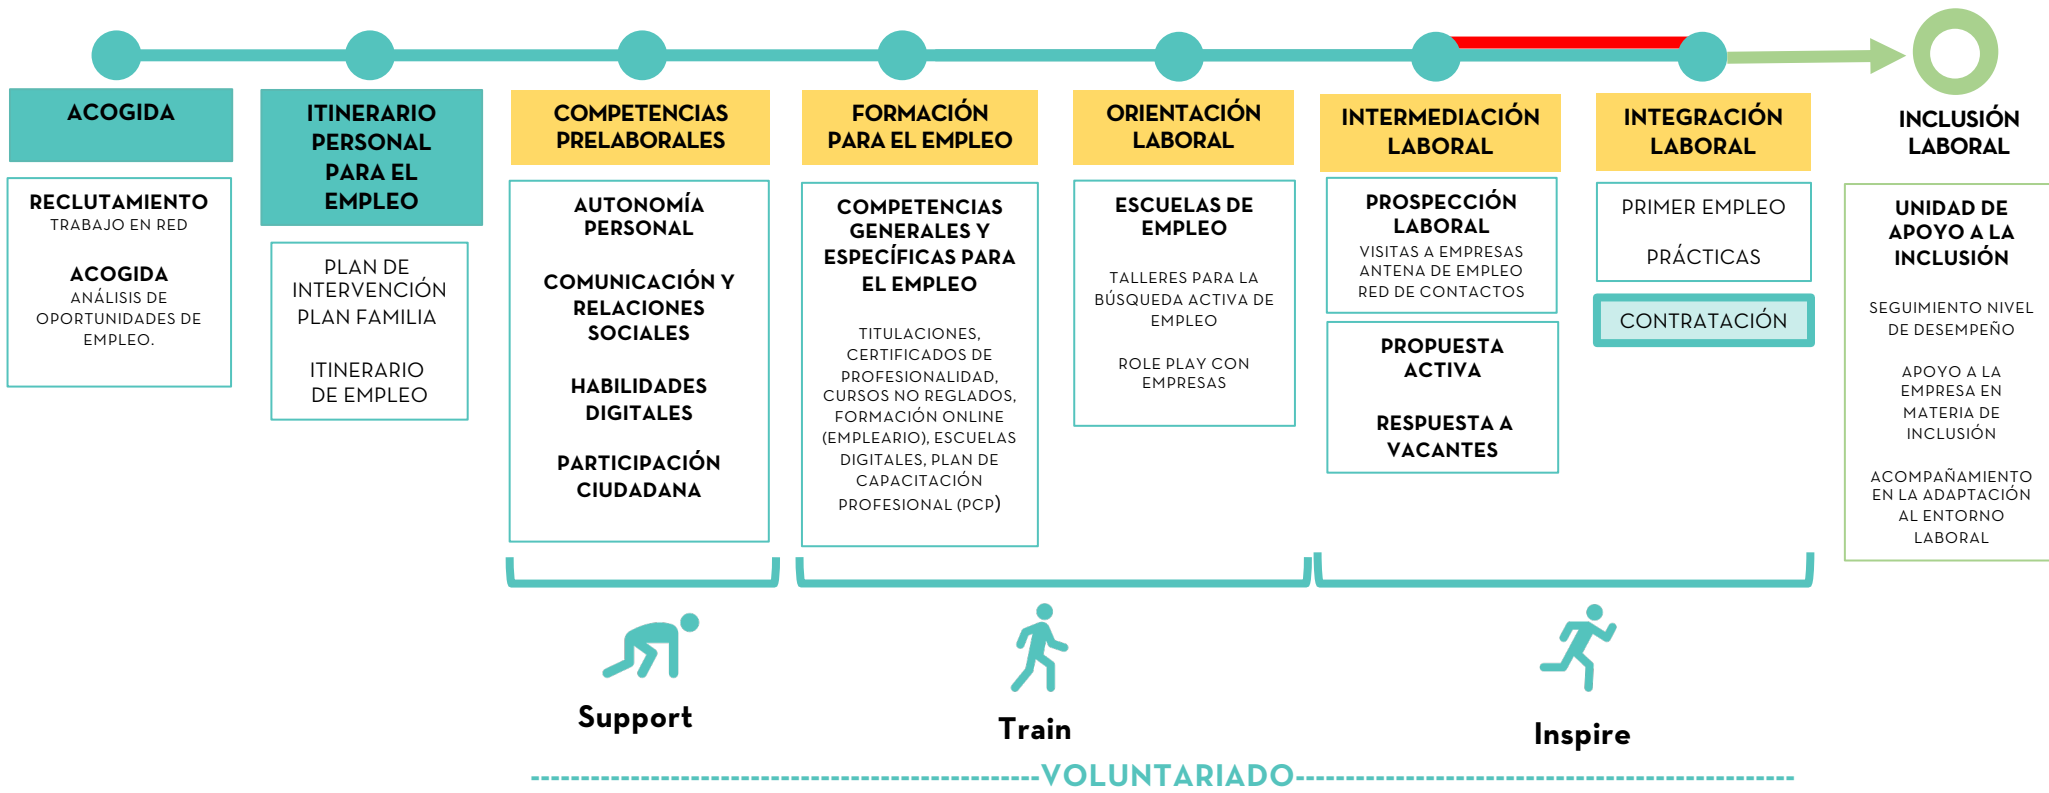 ACOGIDA
RECLUTAMIENTO
TRABAJO EN RED
ACOGIDA
ANÁLISIS DE
OPORTUNIDADES DE
EMPLEO.
ITINERARIO
PERSONAL
PARA EL
EMPLEO
PLAN DE
INTERVENCIÓN
PLAN FAMILIA
ITINERARIO
DE EMPLEO
COMPETENCIAS
PRELABORALES
AUTONOMÍA
PERSONAL
COMUNICACIÓN Y
RELACIONES
SOCIALES
HABILIDADES
DIGITALES
PARTICIPACIÓN
CIUDADANA
FORMACIÓN
PARA EL EMPLEO
COMPETENCIAS
GENERALES Y
ESPECÍFICAS PARA
EL EMPLEO
TITULACIONES,
CERTIFICADOS DE
PROFESIONALIDAD,
CURSOS NO REGLADOS,
FORMACIÓN ONLINE
(EMPLEARIO), ESCUELAS
DIGITALES, PLAN DE
CAPACITACIÓN
PROFESIONAL (PCP)
ORIENTACIÓN
LABORAL
ESCUELAS DE
EMPLEO
TALLERES PARA LA
BÚSQUEDA ACTIVA DE
EMPLEO
ROLE PLAY CON
EMPRESAS
INTERMEDIACIÓN
LABORAL
PROSPECCIÓN
LABORAL
VISITAS A EMPRESAS
ANTENA DE EMPLEO
RED DE CONTACTOS
PROPUESTA
ACTIVA
RESPUESTA A
VACANTES
INTEGRACIÓN
LABORAL
PRIMER EMPLEO
PRÁCTICAS
CONTRATACIÓN
INCLUSIÓN
LABORAL
UNIDAD DE
APOYO A LA
INCLUSIÓN
SEGUIMIENTO NIVEL
DE DESEMPEÑO
APOYO A LA
EMPRESA EN
MATERIA DE
INCLUSIÓN
ACOMPAÑAMIENTO
EN LA ADAPTACIÓN
AL ENTORNO
LABORAL
Support
Train
Inspire
VOLUNTARIADO